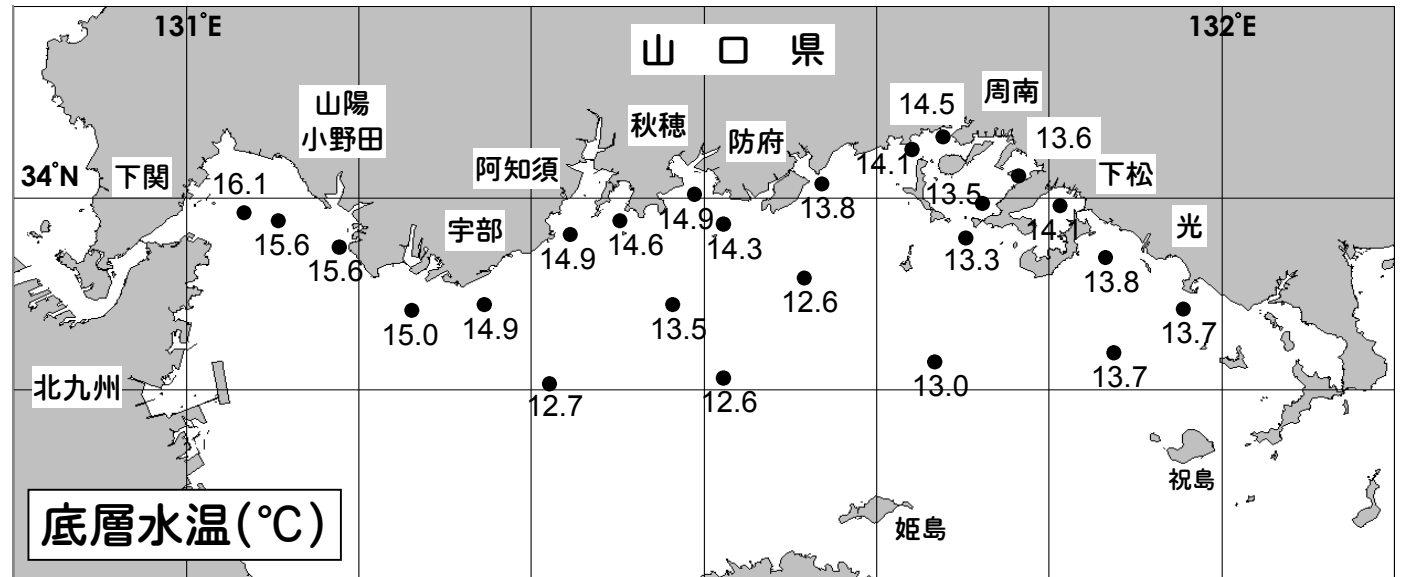 131°E
132°E
山 口 県
山陽
小野田
秋穂
防府
14.5
周南
13.6
34°N
下関
16.1
阿知須
14.1
下松
15.6
15.6
宇部
14.9
14.6
14.9
14.3
13.8
13.5
13.3
14.1
光
13.8
15.0
14.9
13.5
12.6
13.7
北九州
12.7
12.6
13.0
13.7
祝島
姫島
底層水温(℃)